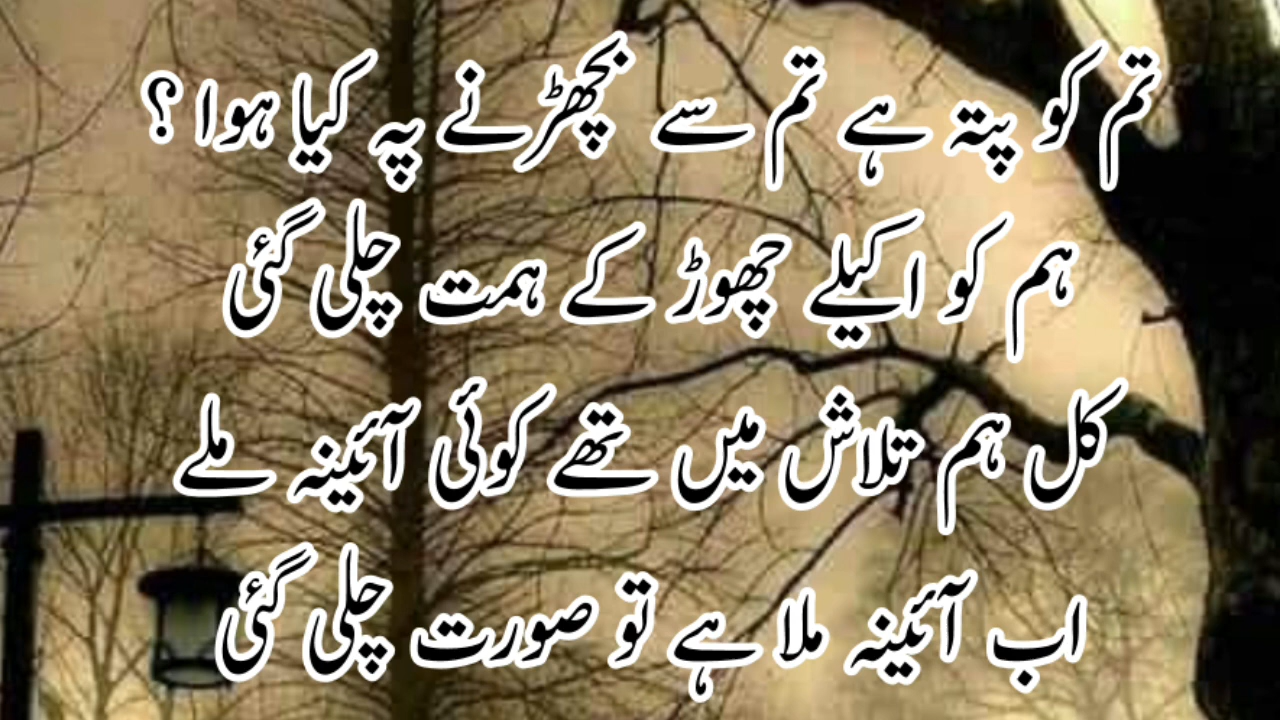 تم کو پتہ ہے تم سے بچھڑنے پہ کیا ہوا ؟
ہم کو اکیلے چھوڑ کے ہمت چلی گئی
کل ہم تلاش میں تھے کوئی آئینہ ملے
اب آئینہ ملا ہے تو صورت چلی گئی